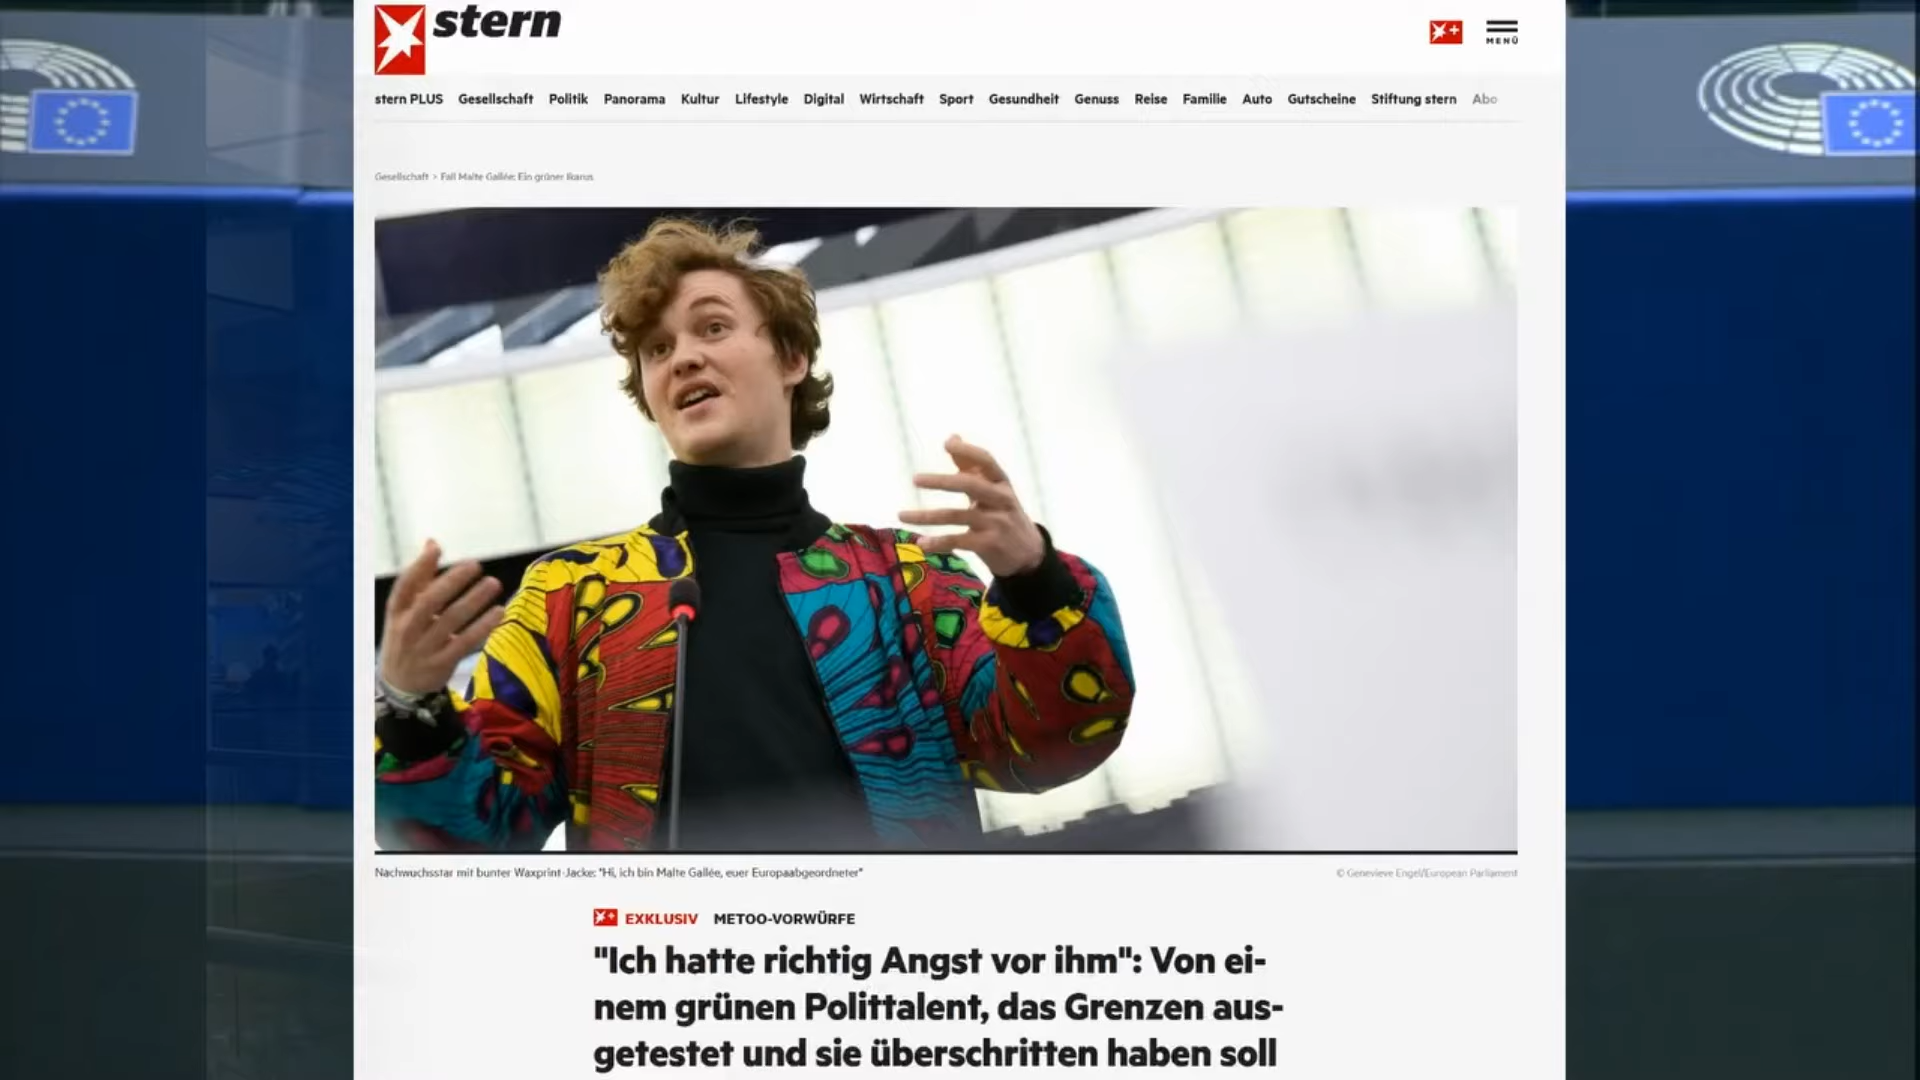 stern
MENÜ
stern PLUS Gesellschaft Politik Panorama Kultur Lifestyle Digital Wirtschaft Sport Gesundheit Genuss Reise Familie Auto Gutscheine Stiftung stern Abo
Gesellschaft > Fall Malte Gallée: Ein grüner Ikarus
Nachwuchsstar mit bunter Waxprint-Jacke: "Hi, ich bin Malte Gallée, euer Europaabgeordneter"
© Genevieve Engel/European Parliament
EXKLUSIV METOO-VORWÜRFE
"Ich hatte richtig Angst vor ihm": Von ei-
nem grünen Polittalent, das Grenzen aus-
getestet und sie überschritten haben soll